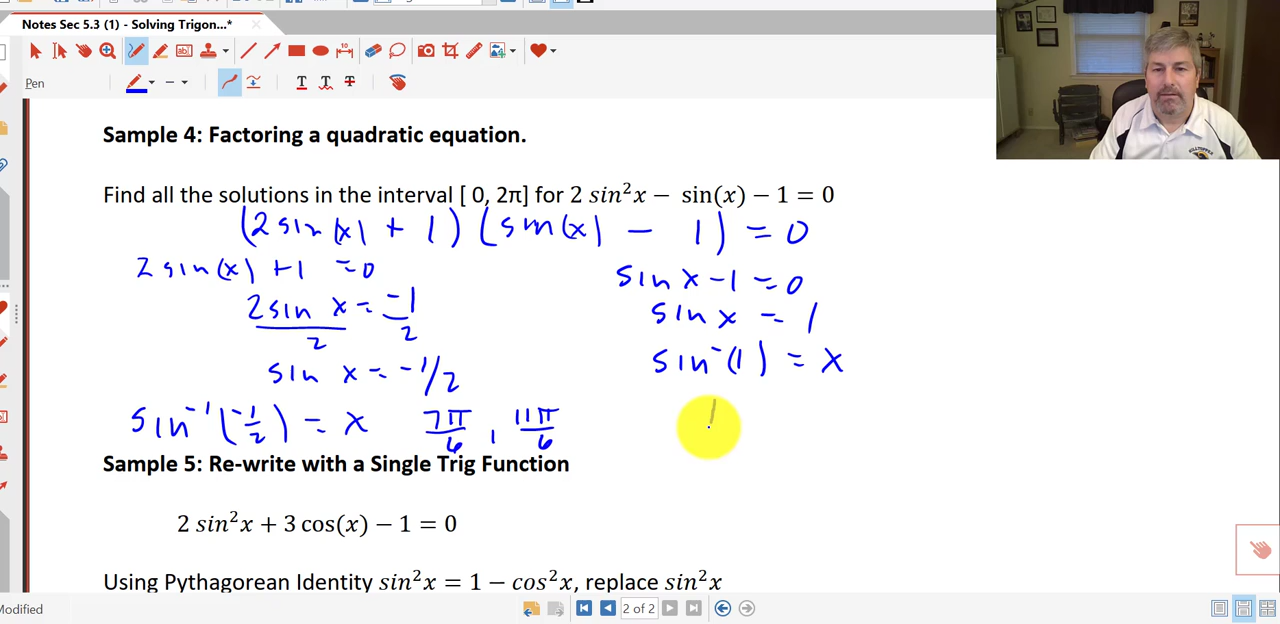 Notes Sec 5.3 (1) - Solving Trigon...*
Pen
Sample 4: Factoring a quadratic equation.
Find all the solutions in the interval [ 0, 2π] for 2 sin²x − sin(x) − 1 = 0
(2 sin(x) + 1) (sin(x) − 1) = 0
2 sin(x) + 1 = 0
sin x − 1 = 0
2 sin x / 2 = −1 / 2
sin x = 1
sin x = −1/2
sin⁻(1) = x
sin⁻¹(−1/2) = x 7π/6 , 11π/6
Sample 5: Re-write with a Single Trig Function
2 sin²x + 3 cos(x) − 1 = 0
Using Pythagorean Identity sin²x = 1 − cos²x, replace sin²x
Modified
2 of 2